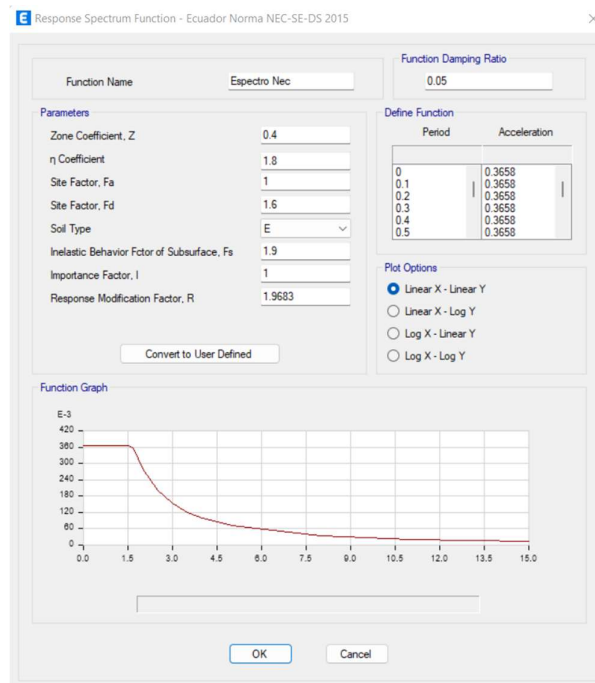 E Response Spectrum Function - Ecuador Norma NEC-SE-DS 2015
Function Name
Espectro Nec
Function Damping Ratio
0.05
Parameters
Zone Coefficient, Z 0.4
η Coefficient 1.8
Site Factor, Fa 1
Site Factor, Fd 1.6
Soil Type E
Inelastic Behavior Fctor of Subsurface, Fs 1.9
Importance Factor, I 1
Response Modification Factor, R 1.9683
Convert to User Defined
Define Function
Period Acceleration
0 0.3658
0.1 0.3658
0.2 0.3658
0.3 0.3658
0.4 0.3658
0.5 0.3658
Plot Options
Linear X - Linear Y
Linear X - Log Y
Log X - Linear Y
Log X - Log Y
Function Graph
E-3
420
360
300
240
180
120
60
0
0.0 1.5 3.0 4.5 6.0 7.5 9.0 10.5 12.0 13.5 15.0
OK Cancel